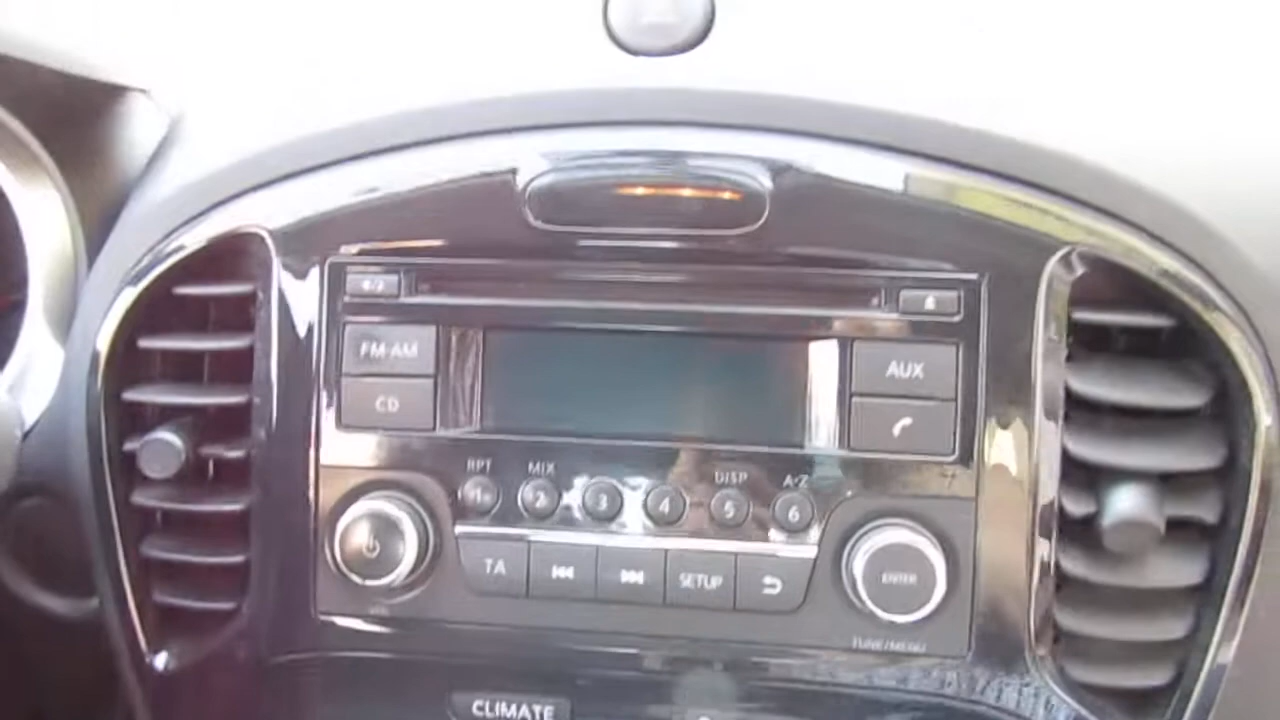 FM·AM
AUX
CD
RPT MIX DISP A-Z
1 2 3 4 5 6
TA SETUP
ENTER
TUNE/MENU
CLIMATE